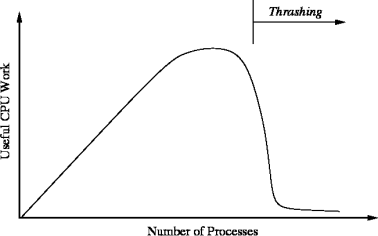 Thrashing
Useful CPU Work
Number of Processes